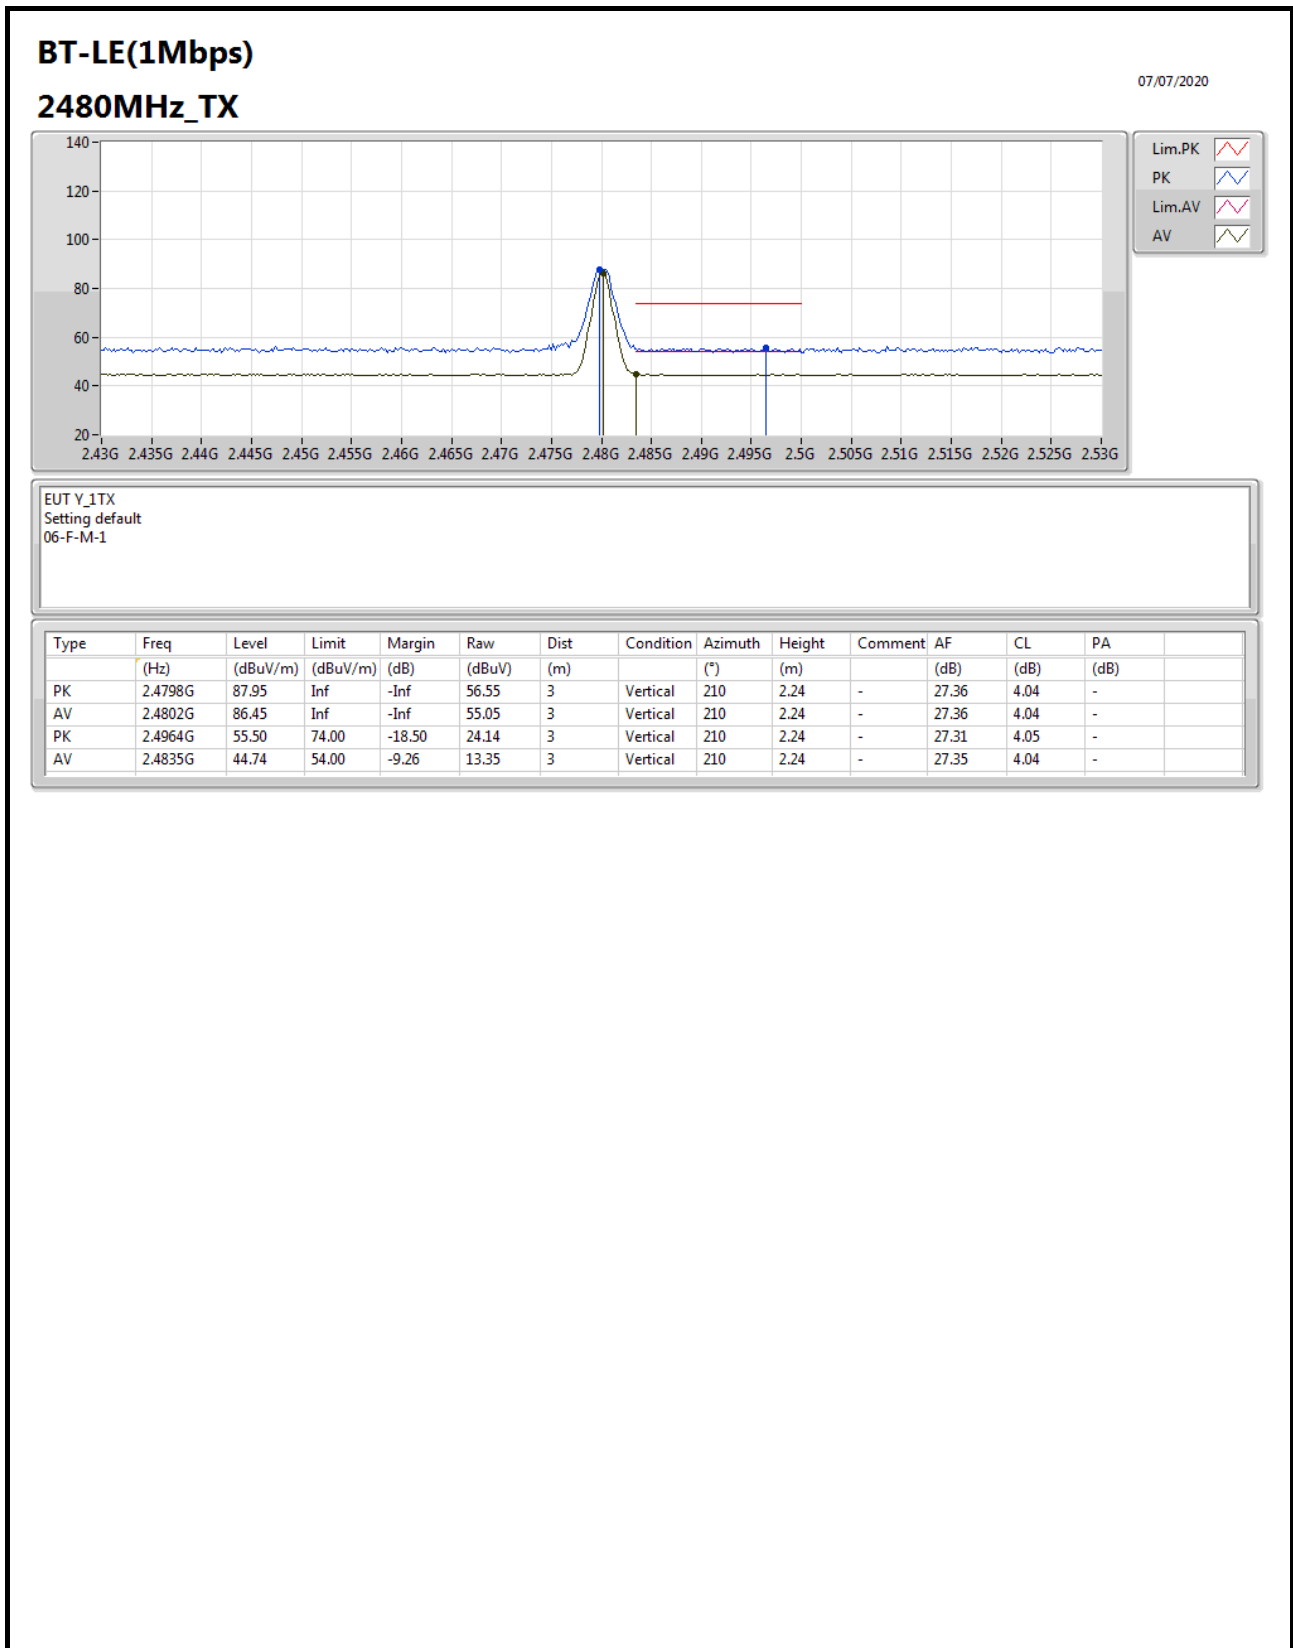 BT-LE(1Mbps)
07/07/2020
2480MHz_TX
140
120
100
80
60
40
20
2.43G 2.435G 2.44G 2.445G 2.45G 2.455G 2.46G 2.465G 2.47G 2.475G 2.48G 2.485G 2.49G 2.495G 2.5G 2.505G 2.51G 2.515G 2.52G 2.525G 2.53G
Lim.PK
PK
Lim.AV
AV
EUT Y_1TX
Setting default
06-F-M-1
Type Freq Level Limit Margin Raw Dist Condition Azimuth Height Comment AF CL PA
(Hz) (dBuV/m) (dBuV/m) (dB) (dBuV) (m) (°) (m) (dB) (dB) (dB)
PK 2.4798G 87.95 Inf -Inf 56.55 3 Vertical 210 2.24 - 27.36 4.04 -
AV 2.4802G 86.45 Inf -Inf 55.05 3 Vertical 210 2.24 - 27.36 4.04 -
PK 2.4964G 55.50 74.00 -18.50 24.14 3 Vertical 210 2.24 - 27.31 4.05 -
AV 2.4835G 44.74 54.00 -9.26 13.35 3 Vertical 210 2.24 - 27.35 4.04 -